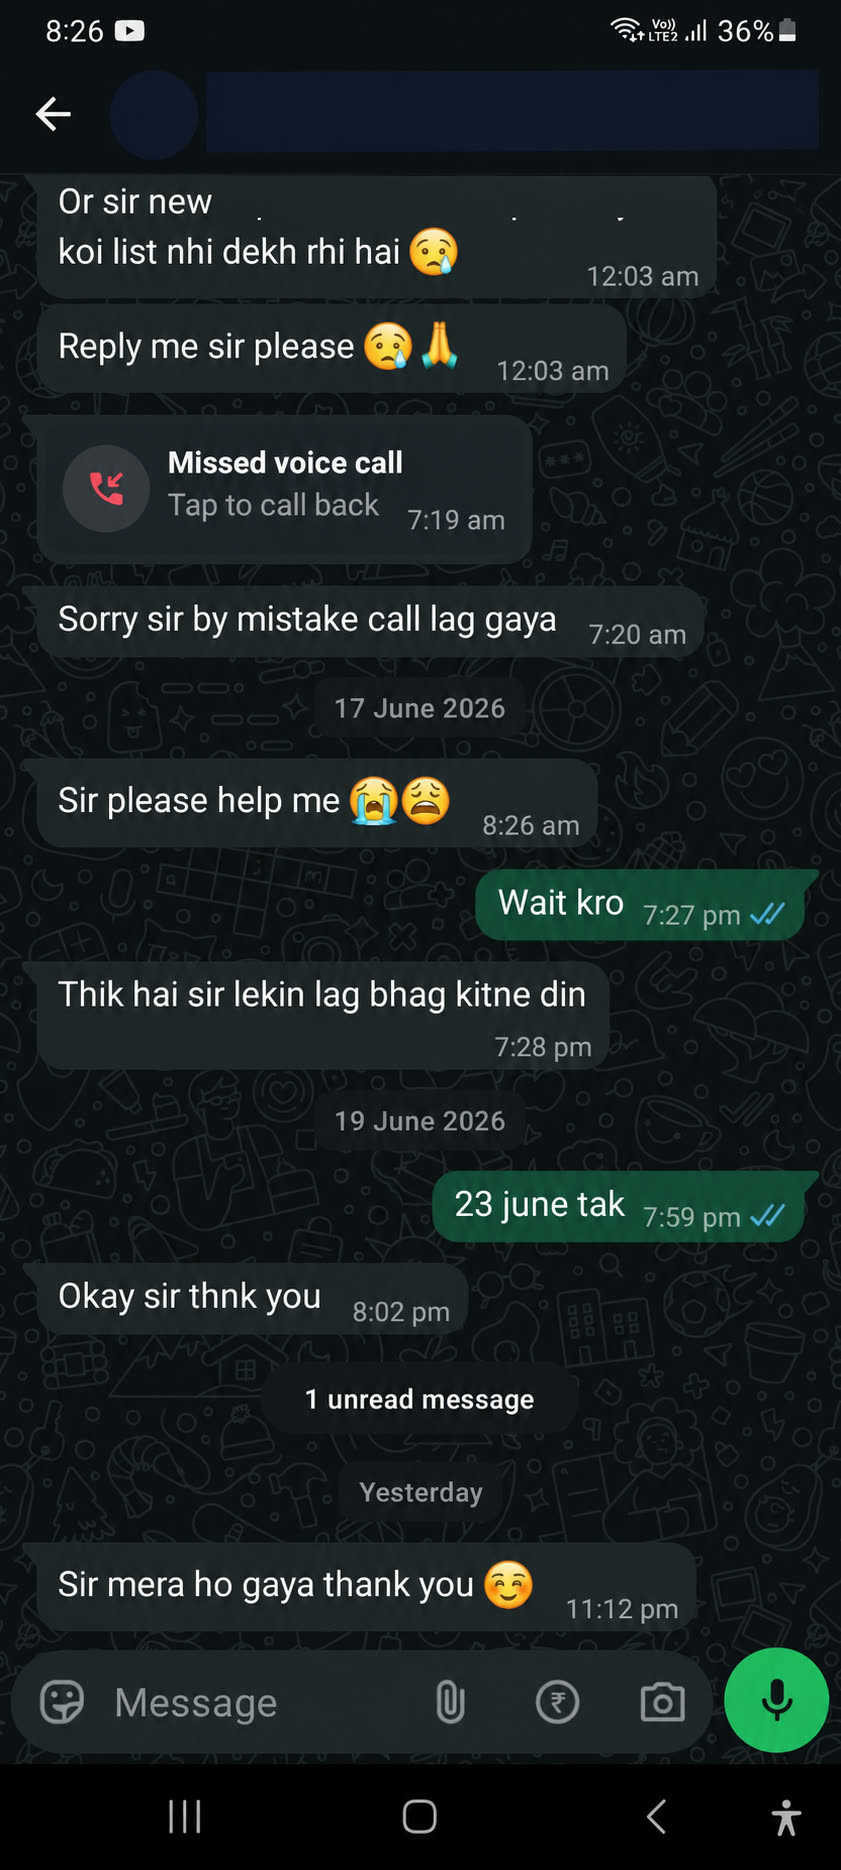 8:26
Vo)) LTE2 36%
Or sir new
koi list nhi dekh rhi hai 😢
12:03 am
Reply me sir please 😢🙏
12:03 am
Missed voice call
Tap to call back 7:19 am
Sorry sir by mistake call lag gaya 7:20 am
17 June 2026
Sir please help me 😭😩
8:26 am
Wait kro 7:27 pm
Thik hai sir lekin lag bhag kitne din
7:28 pm
19 June 2026
23 june tak 7:59 pm
Okay sir thnk you 8:02 pm
1 unread message
Yesterday
Sir mera ho gaya thank you ☺️
11:12 pm
Message
₹